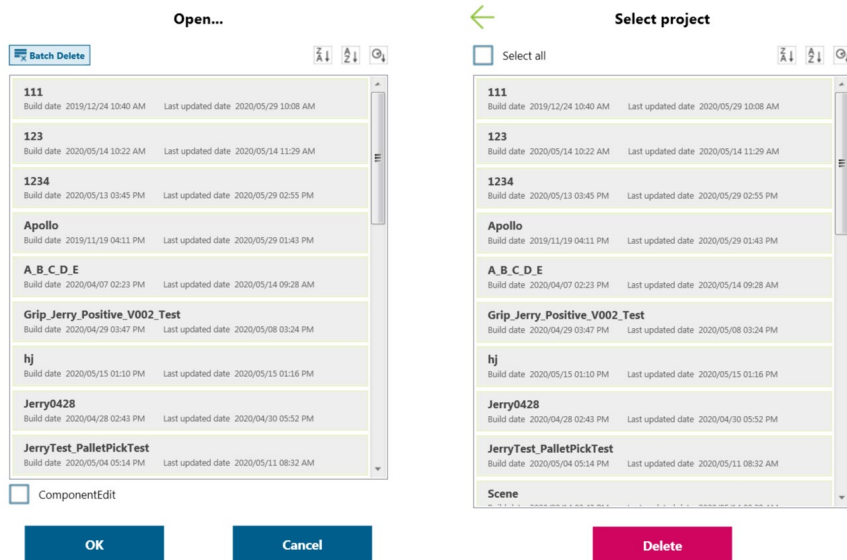 Open...
Batch Delete
111
Build date 2019/12/24 10:40 AM Last updated date 2020/05/29 10:08 AM
123
Build date 2020/05/14 10:22 AM Last updated date 2020/05/14 11:29 AM
1234
Build date 2020/05/13 03:45 PM Last updated date 2020/05/29 02:55 PM
Apollo
Build date 2019/11/19 04:11 PM Last updated date 2020/05/29 01:43 PM
A_B_C_D_E
Build date 2020/04/07 02:23 PM Last updated date 2020/05/14 09:28 AM
Grip_Jerry_Positive_V002_Test
Build date 2020/04/29 03:47 PM Last updated date 2020/05/08 03:24 PM
hj
Build date 2020/05/15 01:10 PM Last updated date 2020/05/15 01:16 PM
Jerry0428
Build date 2020/04/28 02:43 PM Last updated date 2020/04/30 05:52 PM
JerryTest_PalletPickTest
Build date 2020/05/04 05:14 PM Last updated date 2020/05/11 08:32 AM
ComponentEdit
OK Cancel
Select project
Select all
111
Build date 2019/12/24 10:40 AM Last updated date 2020/05/29 10:08 AM
123
Build date 2020/05/14 10:22 AM Last updated date 2020/05/14 11:29 AM
1234
Build date 2020/05/13 03:45 PM Last updated date 2020/05/29 02:55 PM
Apollo
Build date 2019/11/19 04:11 PM Last updated date 2020/05/29 01:43 PM
A_B_C_D_E
Build date 2020/04/07 02:23 PM Last updated date 2020/05/14 09:28 AM
Grip_Jerry_Positive_V002_Test
Build date 2020/04/29 03:47 PM Last updated date 2020/05/08 03:24 PM
hj
Build date 2020/05/15 01:10 PM Last updated date 2020/05/15 01:16 PM
Jerry0428
Build date 2020/04/28 02:43 PM Last updated date 2020/04/30 05:52 PM
JerryTest_PalletPickTest
Build date 2020/05/04 05:14 PM Last updated date 2020/05/11 08:32 AM
Scene
Delete